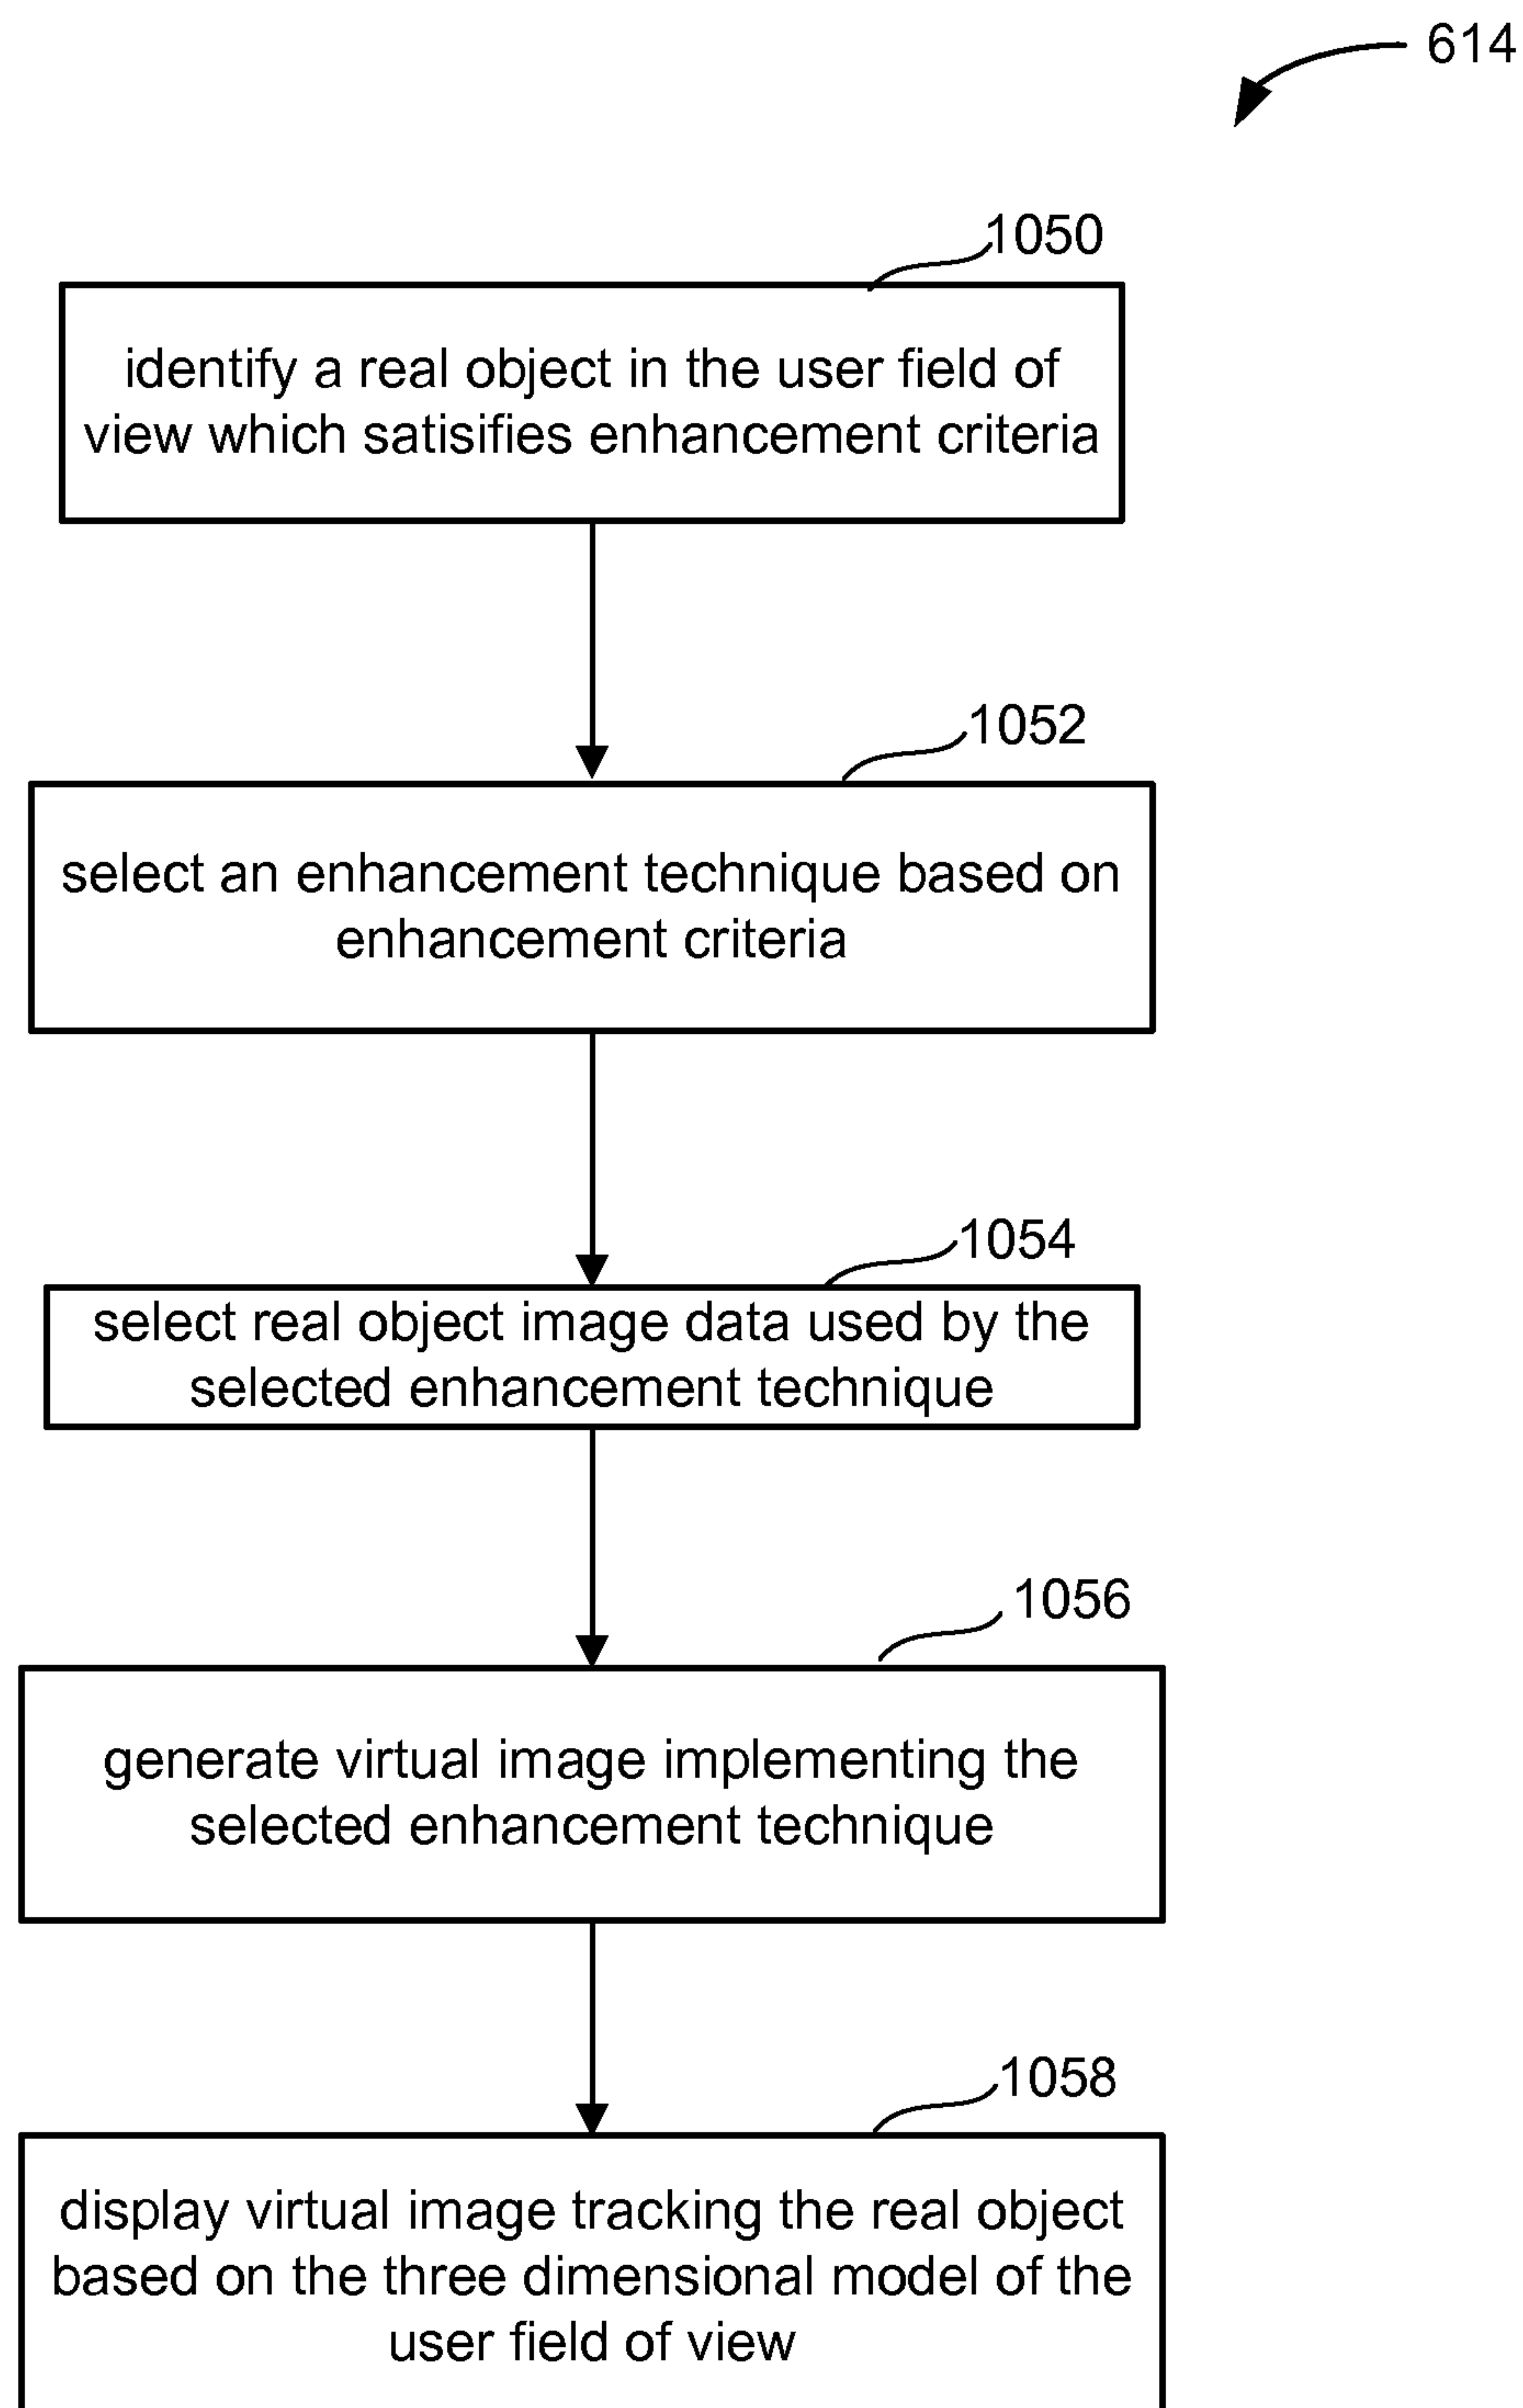 614
1050
identify a real object in the user field of
view which satisifies enhancement criteria
1052
select an enhancement technique based on
enhancement criteria
1054
select real object image data used by the
selected enhancement technique
1056
generate virtual image implementing the
selected enhancement technique
1058
display virtual image tracking the real object
based on the three dimensional model of the
user field of view